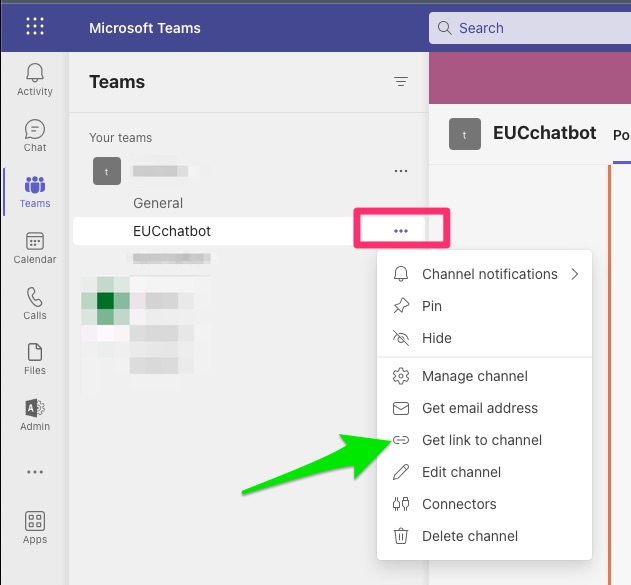 Microsoft Teams
Search
Activity
Chat
Teams
Calendar
Calls
Files
Admin
Apps
Teams
Your teams
t
General
EUCchatbot
t
EUCchatbot
Po
Channel notifications
Pin
Hide
Manage channel
Get email address
Get link to channel
Edit channel
Connectors
Delete channel